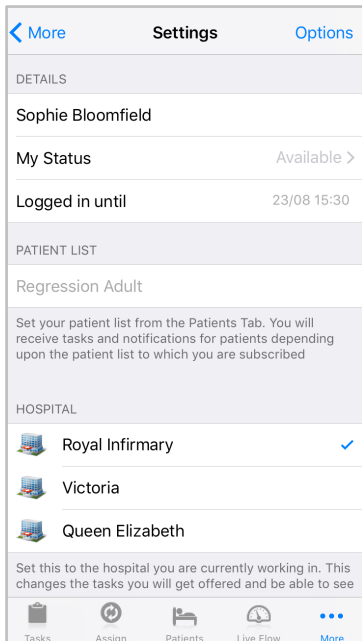 More Settings Options
DETAILS
Sophie Bloomfield
My Status Available >
Logged in until 23/08 15:30
PATIENT LIST
Regression Adult
Set your patient list from the Patients Tab. You will
receive tasks and notifications for patients depending
upon the patient list to which you are subscribed
HOSPITAL
Royal Infirmary
Victoria
Queen Elizabeth
Set this to the hospital you are currently working in. This
changes the tasks you will get offered and be able to see
Tasks Assign Patients Live Flow More